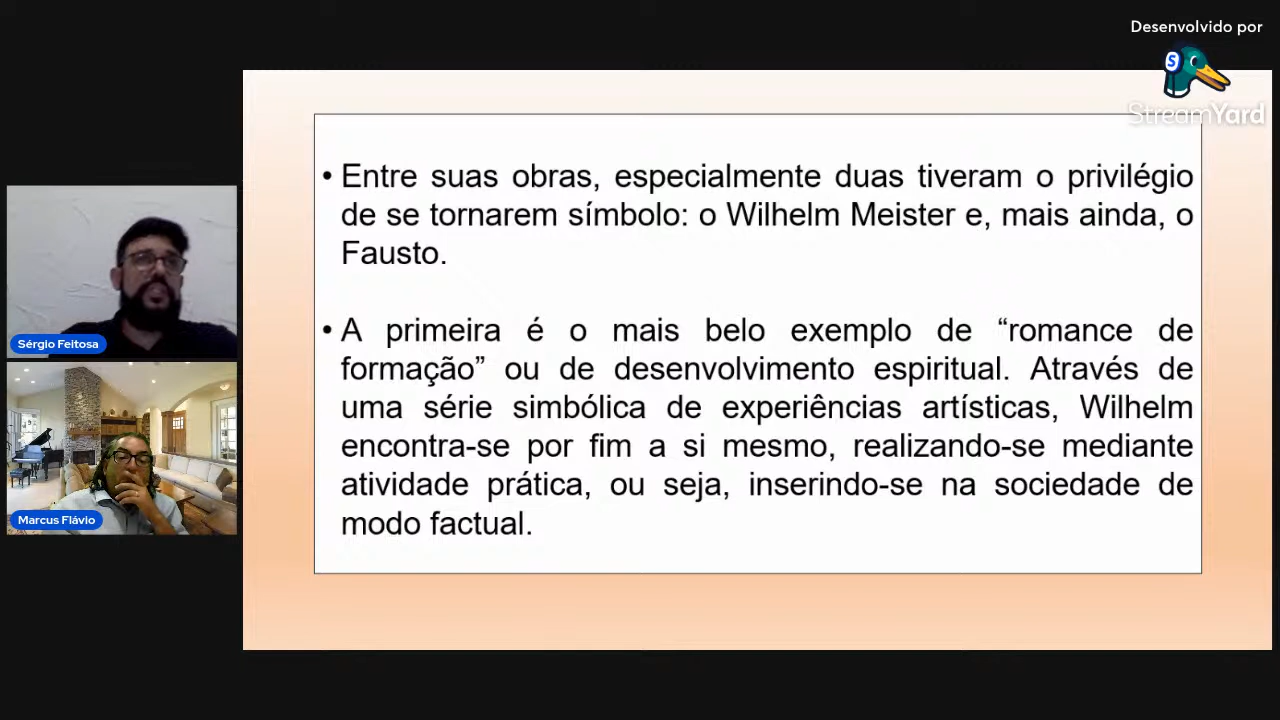 Desenvolvido por
StreamYard
• Entre suas obras, especialmente duas tiveram o privilégio
de se tornarem símbolo: o Wilhelm Meister e, mais ainda, o
Fausto.
• A primeira é o mais belo exemplo de “romance de
formação” ou de desenvolvimento espiritual. Através de
uma série simbólica de experiências artísticas, Wilhelm
encontra-se por fim a si mesmo, realizando-se mediante
atividade prática, ou seja, inserindo-se na sociedade de
modo factual.
Sérgio Feitosa
Marcus Flávio